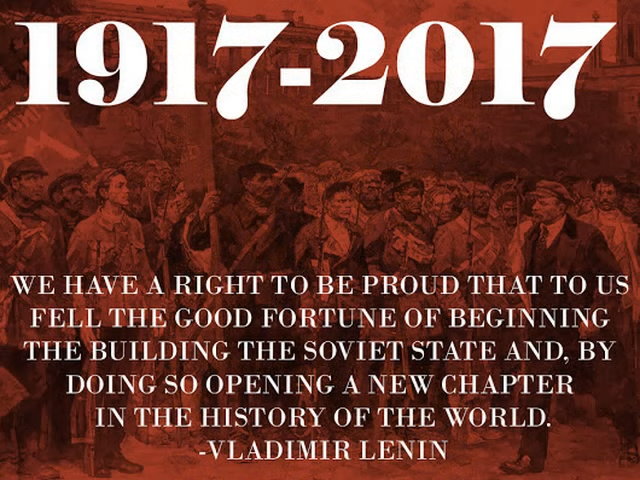 1917-2017
WE HAVE A RIGHT TO BE PROUD THAT TO US
FELL THE GOOD FORTUNE OF BEGINNING
THE BUILDING THE SOVIET STATE AND, BY
DOING SO OPENING A NEW CHAPTER
IN THE HISTORY OF THE WORLD.
-VLADIMIR LENIN